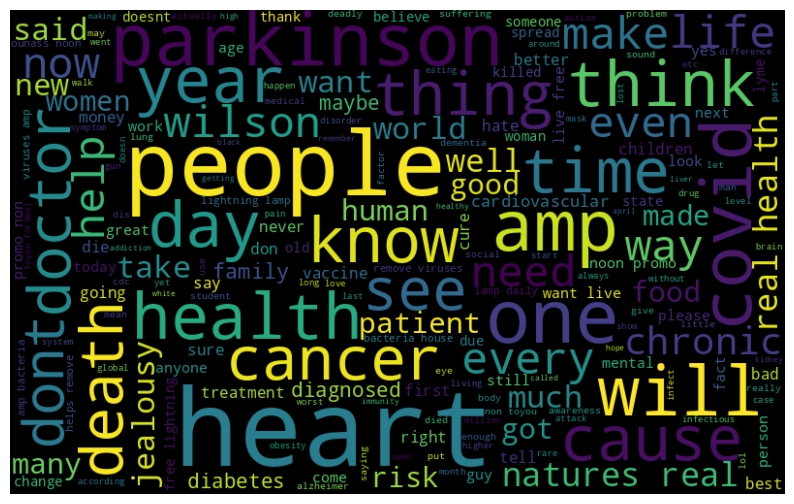 said
may
making
doesnt
actually
high
thank
deadly
suffering
believe
someone
autism
problem
ounass noon
went
parkinson
age
spread
around
make
life
now
walk
year
happen
medical
want
maybe
better
killed
sound
yes
difference
etc
try
new
women
money
work
wilson
thing
think
lyme
doctor
help
viruses amp
gun
symptom
doesn
lung
disorder
remember
black
factor
dementia
eating
hate
world
woman
live free
mask
lost
part
even
next
children
look
let
people
well
good
time
covid
real health
getting
healthy
cardiovascular
state
liver
drug
man
level
day
lightning lamp
pain
human
cure
amp
made
way
april
brain
promo non
die
dis
great
never
don
old
know
noon promo
today
take
family
vaccine
remove viruses
social
start
see
need
lamp daily
always
without
food
please
dont
death
addiction
cdc
yet
use
going
say
long love
last
white
student
want live
one
give
little
show
chronic
health
patient
bacteria house
due
every
mental
fact
bad
really
case
system
mean
global
jealousy
sure
anyone
cancer
eye
hope
kidney
amp bacteria
helps remove
treatment
diagnosed
first
living
still
called
body
much
will
infect
worst
immunity
non toyou
awareness
infectious
person
many
change
according
free lightning
heart
died
million
attack
right
enough
higher
got
tell
cause
lol
obesity
open
put
rare
diabetes
come
alzheimer
risk
saying
month
guy
natures real
best